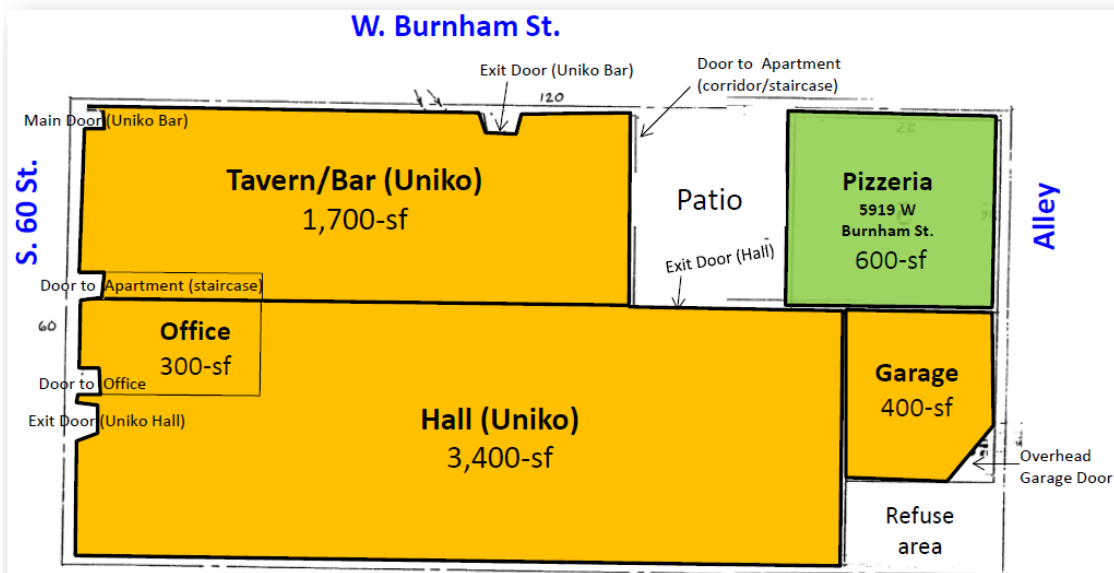 W. Burnham St.
Exit Door (Uniko Bar)
Door to Apartment
(corridor/staircase)
120
Main Door (Uniko Bar)
S. 60 St.
Tavern/Bar (Uniko)
1,700-sf
Patio
Pizzeria
5919 W
Burnham St.
600-sf
Alley
Exit Door (Hall)
Door to Apartment (staircase)
60
Office
300-sf
Door to Office
Exit Door (Uniko Hall)
Hall (Uniko)
3,400-sf
Garage
400-sf
Overhead
Garage Door
Refuse
area